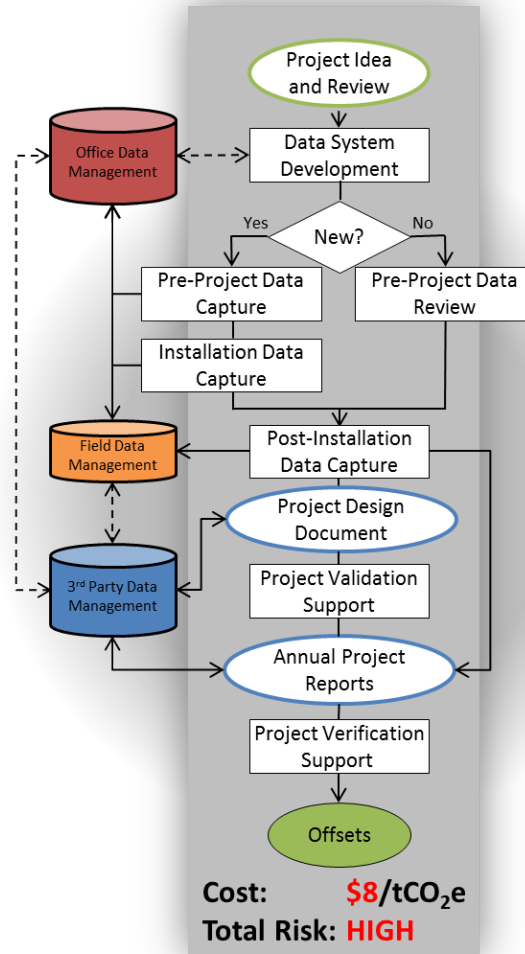 Project Idea
and Review
Office Data
Management
Data System
Development
Yes
No
New?
Pre-Project Data
Capture
Pre-Project Data
Review
Installation Data
Capture
Field Data
Management
Post-Installation
Data Capture
Project Design
Document
3rd Party Data
Management
Project Validation
Support
Annual Project
Reports
Project Verification
Support
Offsets
Cost: $8/tCO₂e
Total Risk: HIGH